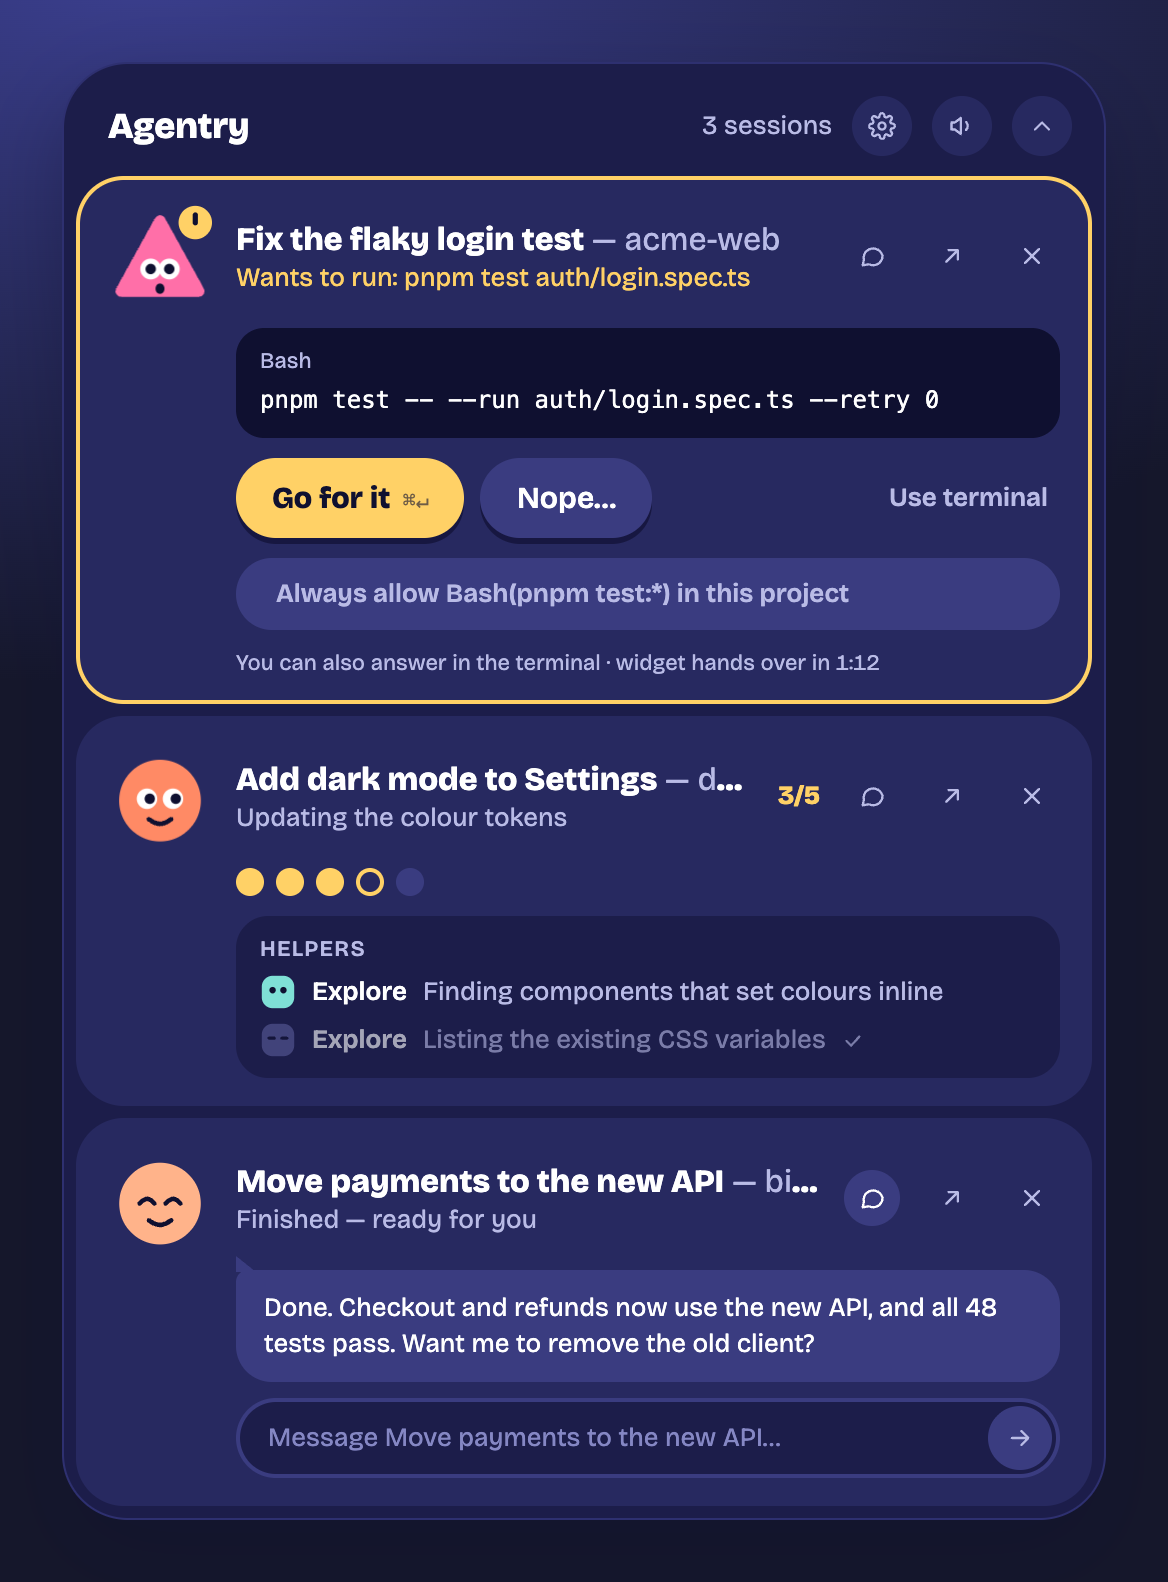 Agentry
3 sessions
Fix the flaky login test — acme-web
Wants to run: pnpm test auth/login.spec.ts
Bash
pnpm test -- --run auth/login.spec.ts --retry 0
Go for it ⌘↵
Nope...
Use terminal
Always allow Bash(pnpm test:*) in this project
You can also answer in the terminal · widget hands over in 1:12
Add dark mode to Settings — d...
3/5
Updating the colour tokens
HELPERS
Explore Finding components that set colours inline
Explore Listing the existing CSS variables ✓
Move payments to the new API — bi...
Finished — ready for you
Done. Checkout and refunds now use the new API, and all 48
tests pass. Want me to remove the old client?
Message Move payments to the new API...